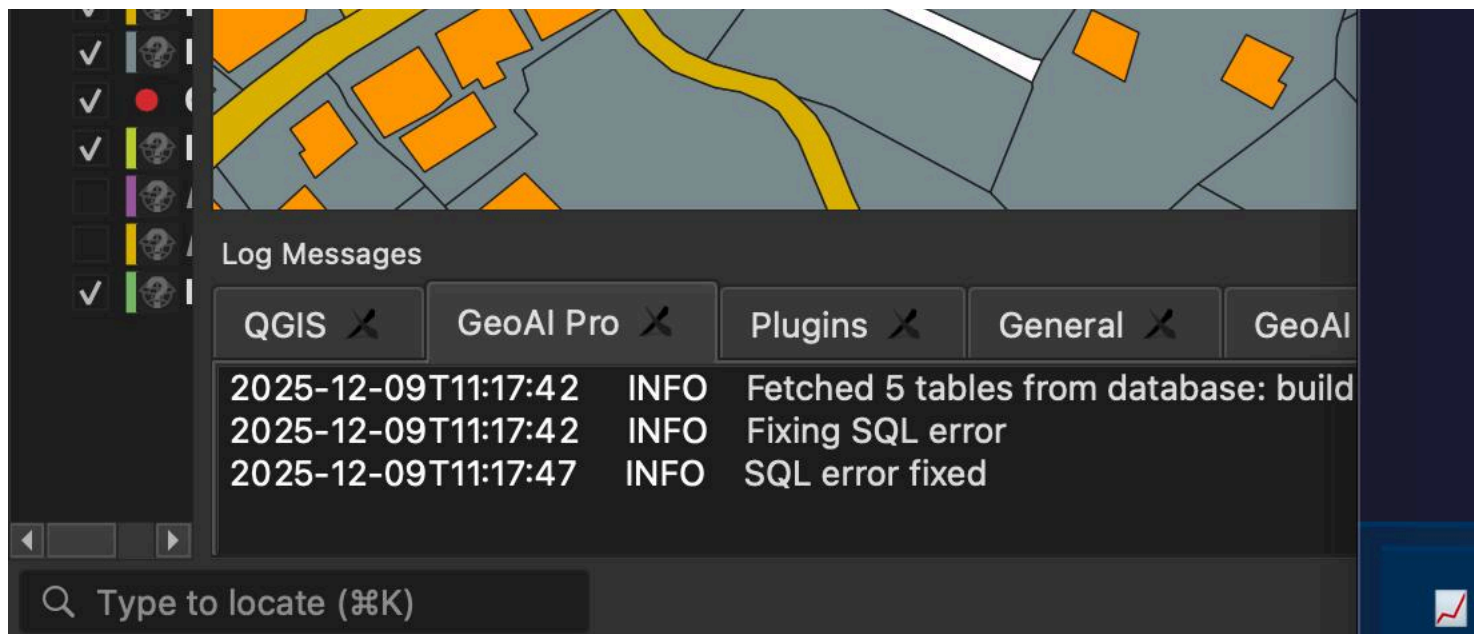 Log Messages
QGIS GeoAI Pro Plugins General GeoAI
2025-12-09T11:17:42 INFO Fetched 5 tables from database: build
2025-12-09T11:17:42 INFO Fixing SQL error
2025-12-09T11:17:47 INFO SQL error fixed
Type to locate (⌘K)